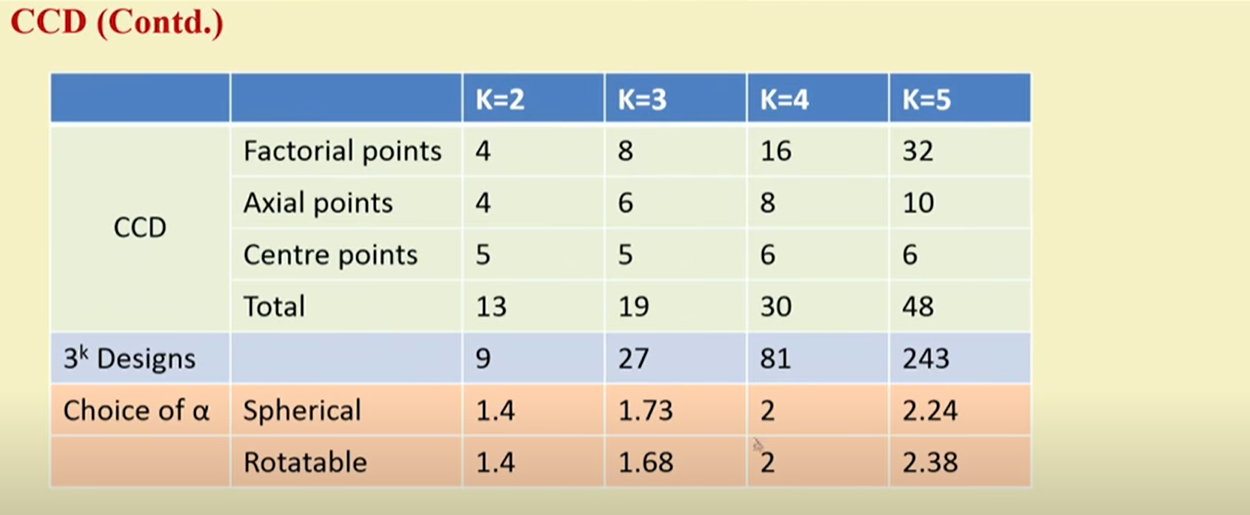 CCD (Contd.)
K=2 K=3 K=4 K=5
CCD
Factorial points 4 8 16 32
Axial points 4 6 8 10
Centre points 5 5 6 6
Total 13 19 30 48
3ᵏ Designs 9 27 81 243
Choice of α Spherical 1.4 1.73 2 2.24
Rotatable 1.4 1.68 2 2.38